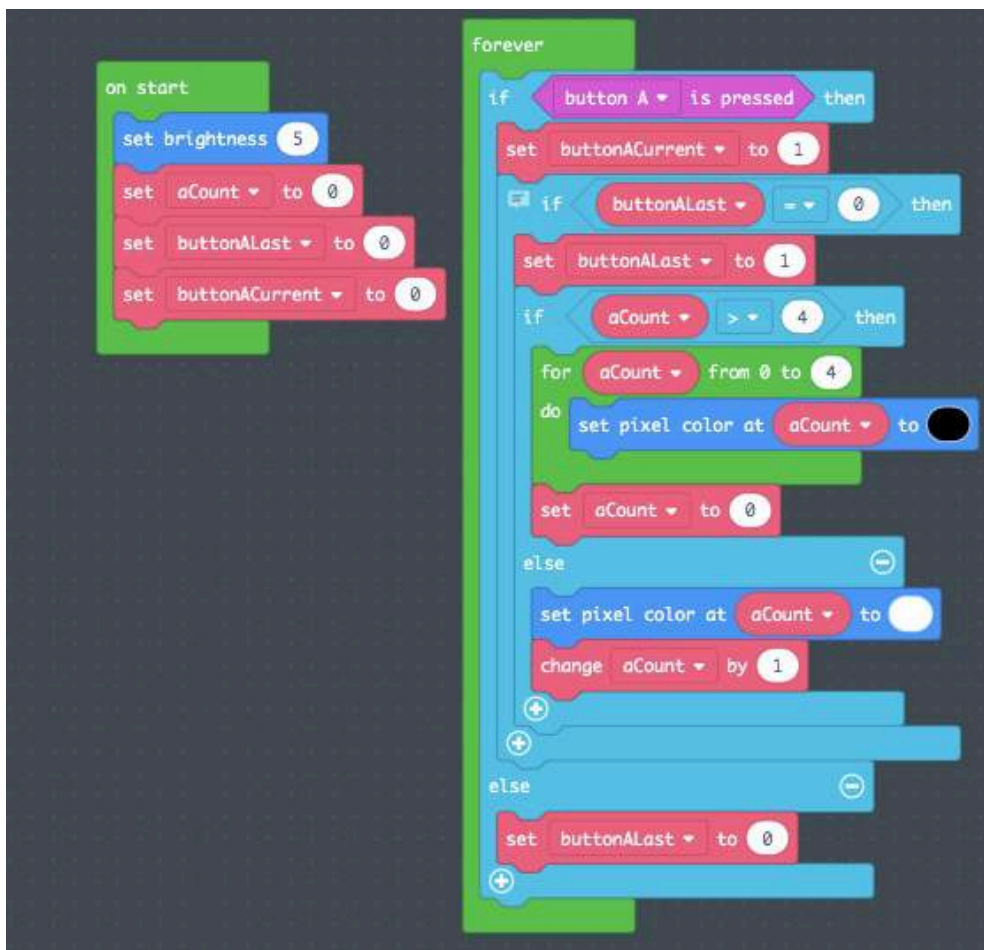 on start
set brightness 5
set aCount to 0
set buttonALast to 0
set buttonACurrent to 0
forever
if button A is pressed then
set buttonACurrent to 1
if buttonALast = 0 then
set buttonALast to 1
if aCount > 4 then
for aCount from 0 to 4
do set pixel color at aCount to
set aCount to 0
else
set pixel color at aCount to
change aCount by 1
else
set buttonALast to 0